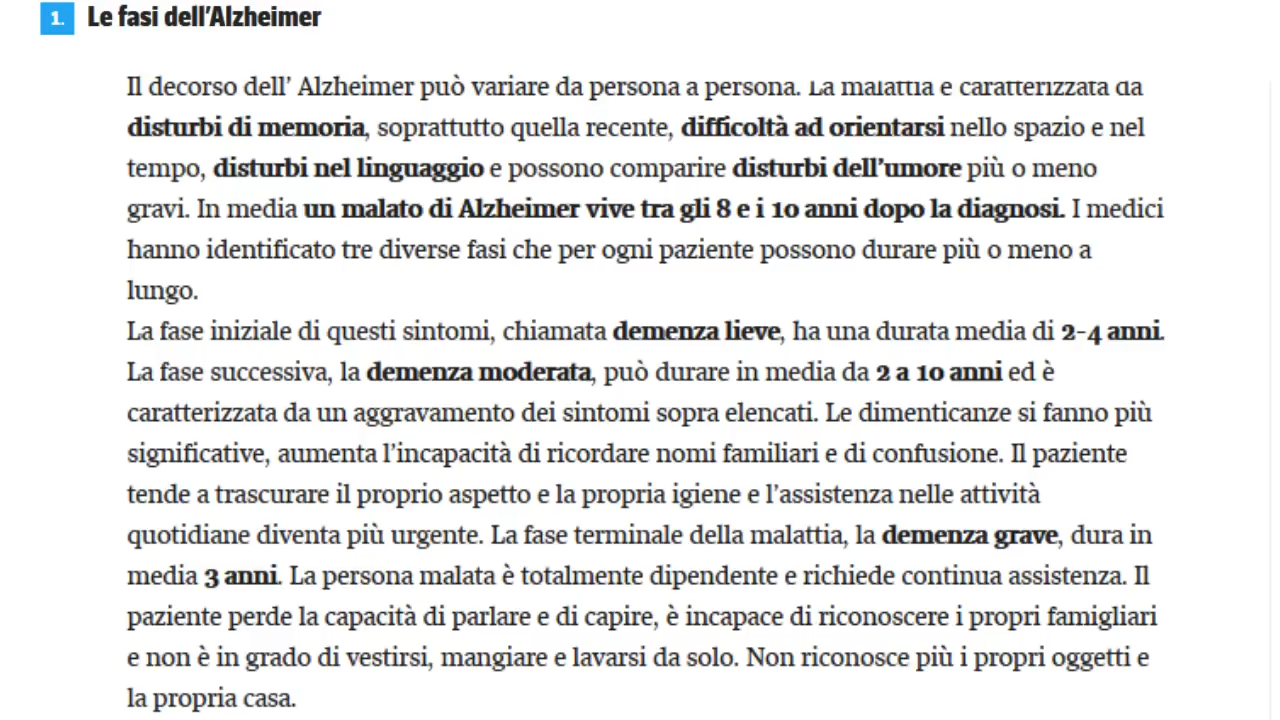 1. Le fasi dell'Alzheimer
Il decorso dell' Alzheimer può variare da persona a persona. La malattia è caratterizzata da
disturbi di memoria, soprattutto quella recente, difficoltà ad orientarsi nello spazio e nel
tempo, disturbi nel linguaggio e possono comparire disturbi dell'umore più o meno
gravi. In media un malato di Alzheimer vive tra gli 8 e i 10 anni dopo la diagnosi. I medici
hanno identificato tre diverse fasi che per ogni paziente possono durare più o meno a
lungo.
La fase iniziale di questi sintomi, chiamata demenza lieve, ha una durata media di 2-4 anni.
La fase successiva, la demenza moderata, può durare in media da 2 a 10 anni ed è
caratterizzata da un aggravamento dei sintomi sopra elencati. Le dimenticanze si fanno più
significative, aumenta l'incapacità di ricordare nomi familiari e di confusione. Il paziente
tende a trascurare il proprio aspetto e la propria igiene e l'assistenza nelle attività
quotidiane diventa più urgente. La fase terminale della malattia, la demenza grave, dura in
media 3 anni. La persona malata è totalmente dipendente e richiede continua assistenza. Il
paziente perde la capacità di parlare e di capire, è incapace di riconoscere i propri famigliari
e non è in grado di vestirsi, mangiare e lavarsi da solo. Non riconosce più i propri oggetti e
la propria casa.